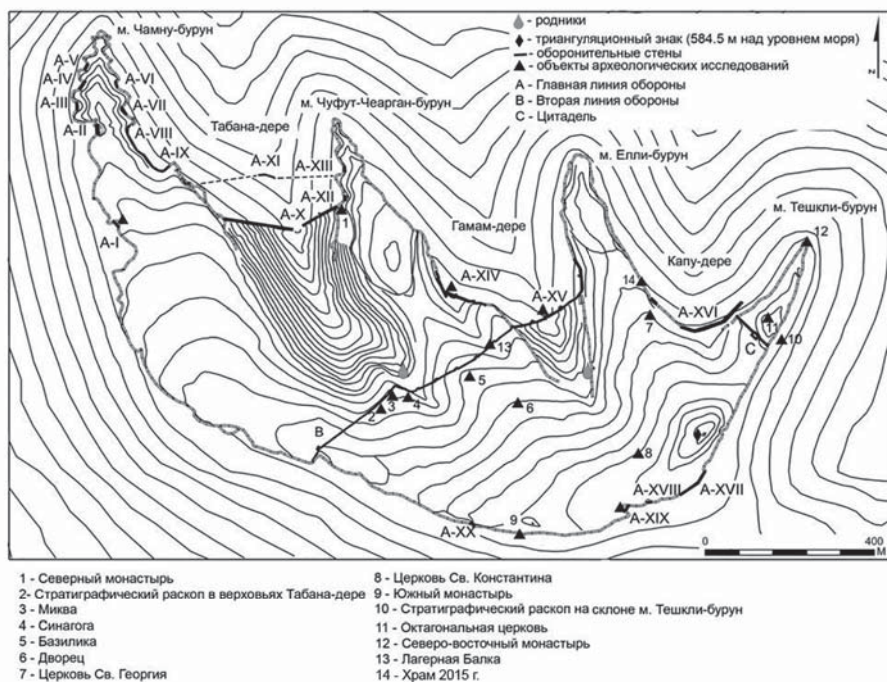 м. Чамну-бурун
- родники
- триангуляционный знак (584.5 м над уровнем моря)
- оборонительные стены
- объекты археологических исследований
А - Главная линия обороны
В - Вторая линия обороны
С - Цитадель
z
А-V
А-IV
А-III
А-II
А-VI
А-VII
А-VIII
А-IX
Табана-дере
м. Чуфут-Чеарган-бурун
А-XI
А-XIII
А-XII
А-X
1
А-I
Гамам-дере
м. Елли-бурун
м. Тешкли-бурун
Капу-дере
12
14
А-XIV
А-XV
А-XVI
7
11
10
С
13
5
3
2
4
6
В
8
А-XVIII
А-XVII
А-XIX
А-XX
9
0
400
М
1 - Северный монастырь
2- Стратиграфический раскоп в верховьях Табана-дере
3 - Миква
4 - Синагога
5 - Базилика
6 - Дворец
7 - Церковь Св. Георгия
8 - Церковь Св. Константина
9 - Южный монастырь
10 - Стратиграфический раскоп на склоне м. Тешкли-бурун
11 - Октагональная церковь
12 - Северо-восточный монастырь
13 - Лагерная Балка
14 - Храм 2015 г.